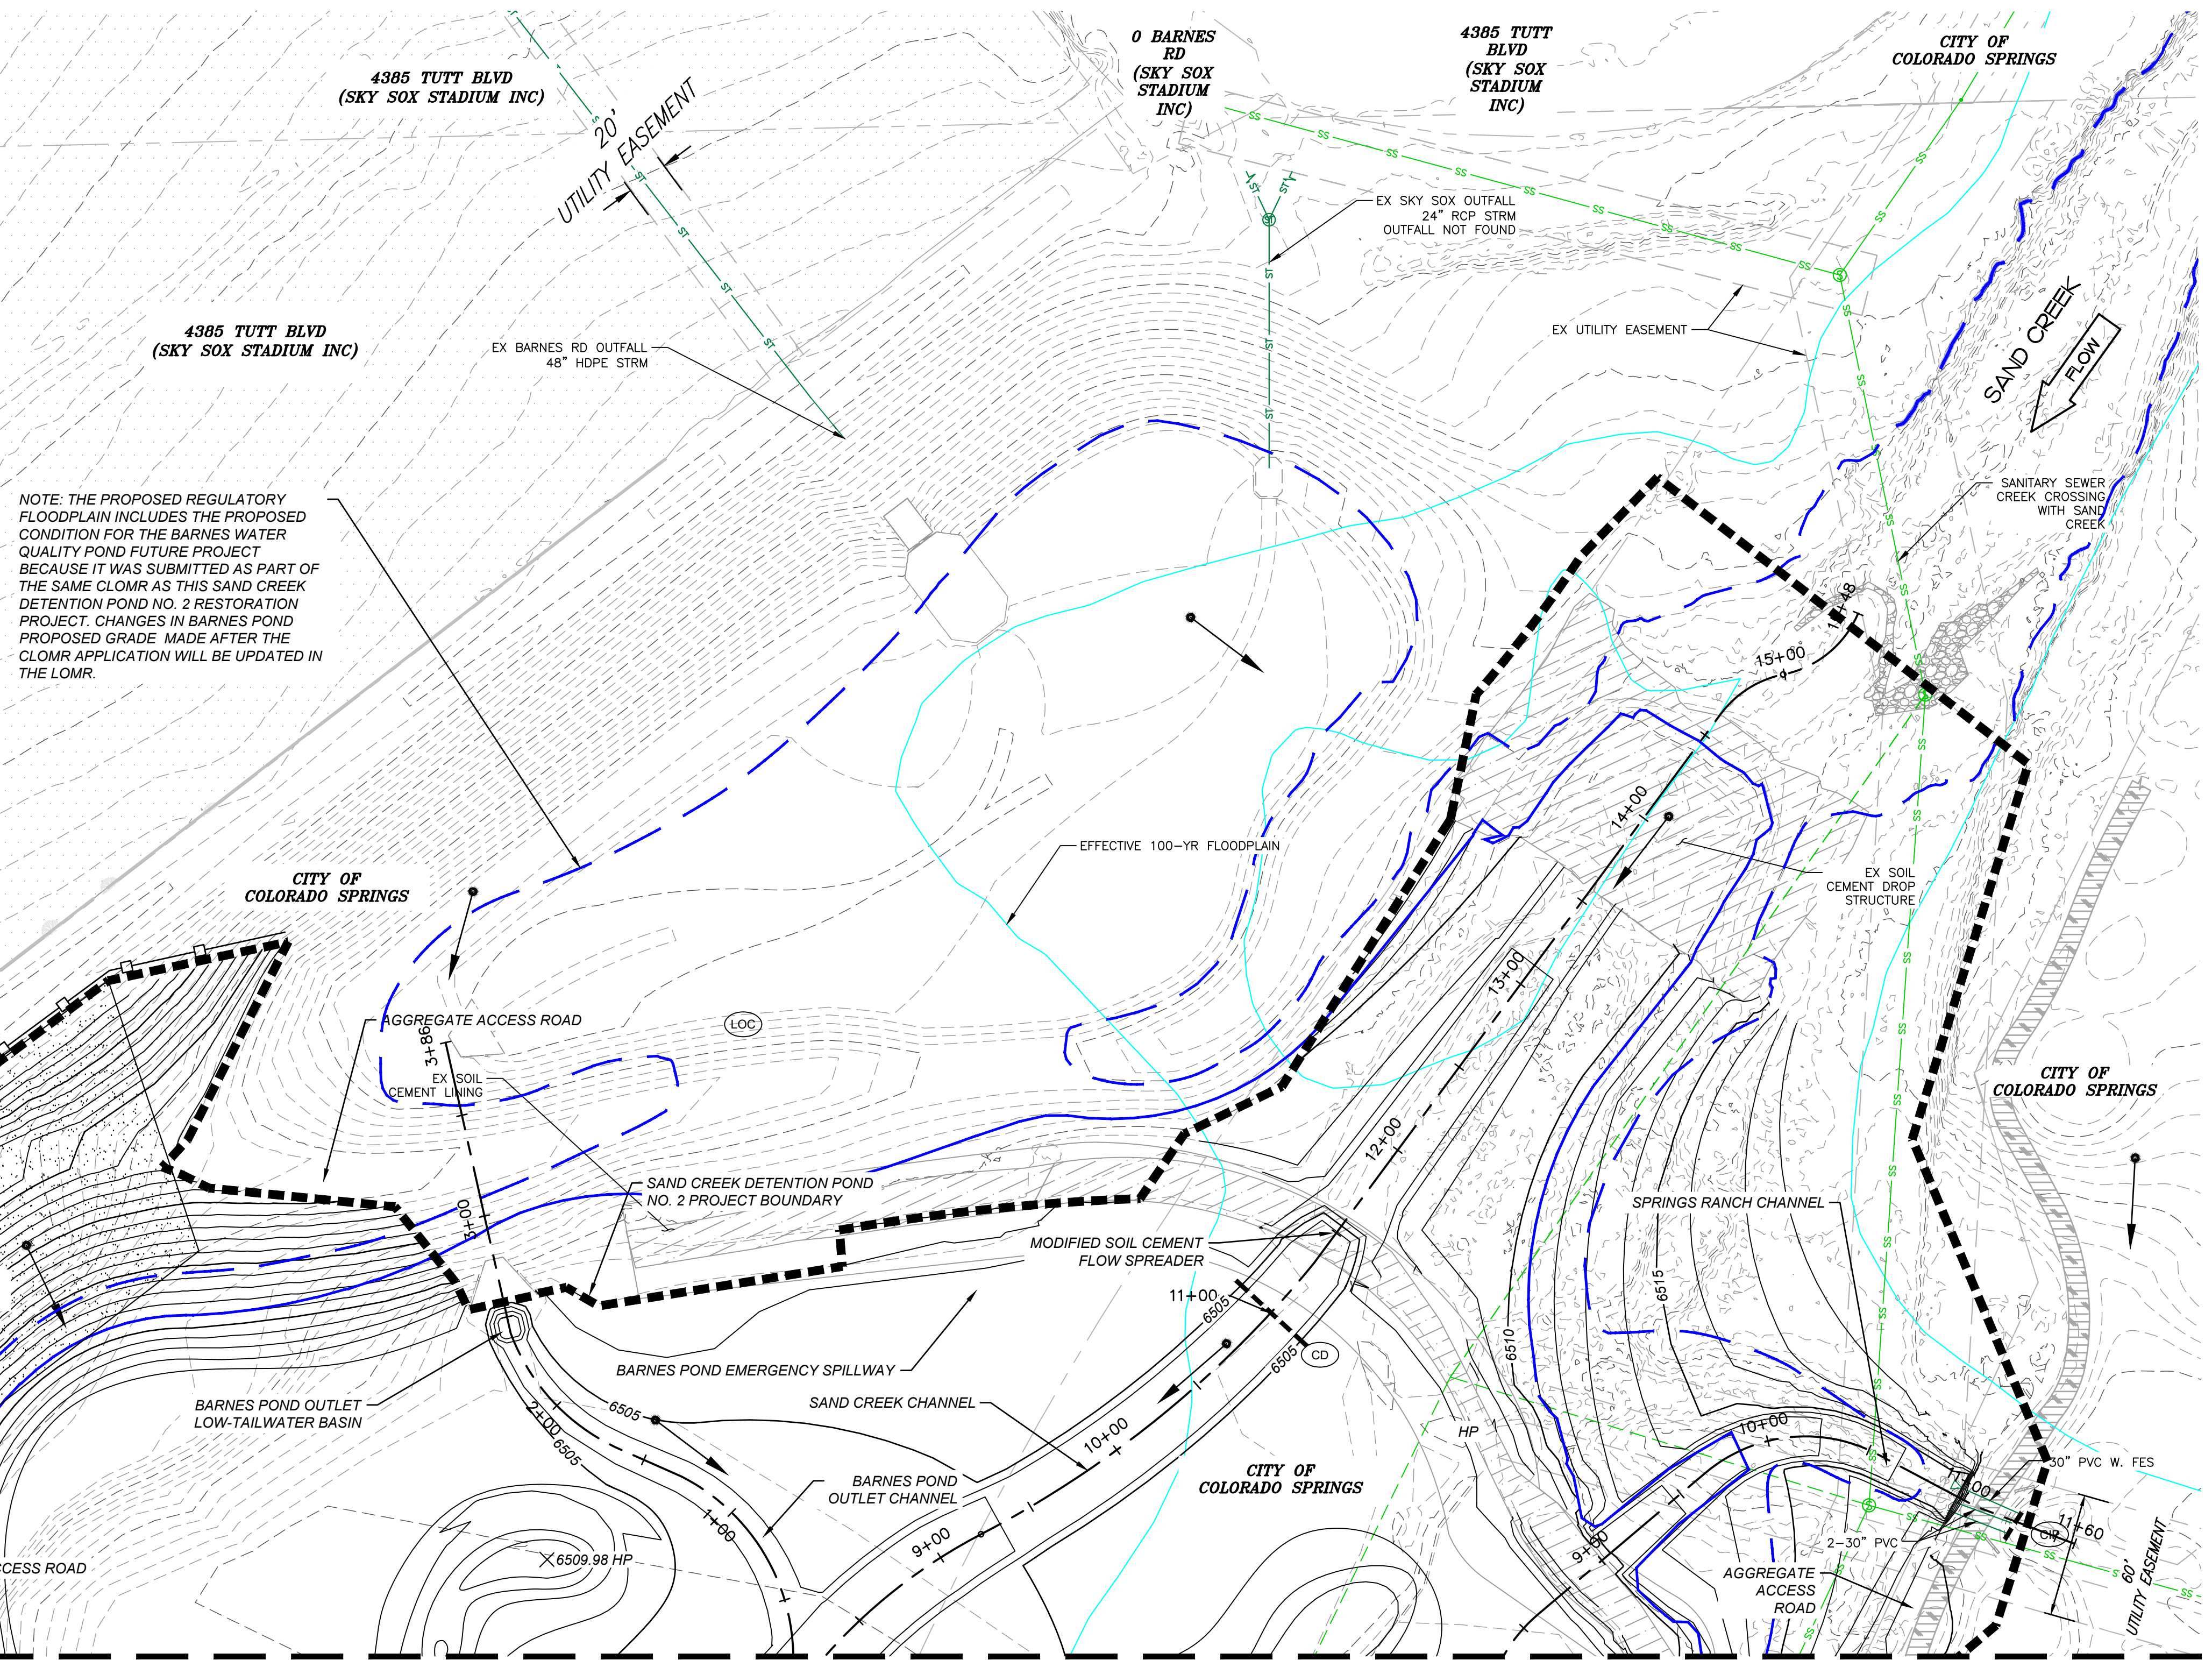 4385 TUTT BLVD
(SKY SOX STADIUM INC)
20'
UTILITY EASEMENT
0 BARNES
RD
(SKY SOX
STADIUM
INC)
4385 TUTT
BLVD
(SKY SOX
STADIUM
INC)
CITY OF
COLORADO SPRINGS
EX SKY SOX OUTFALL
24" RCP STRM
OUTFALL NOT FOUND
4385 TUTT BLVD
(SKY SOX STADIUM INC)
EX BARNES RD OUTFALL
48" HDPE STRM
EX UTILITY EASEMENT
SAND CREEK
FLOW
NOTE: THE PROPOSED REGULATORY
FLOODPLAIN INCLUDES THE PROPOSED
CONDITION FOR THE BARNES WATER
QUALITY POND FUTURE PROJECT
BECAUSE IT WAS SUBMITTED AS PART OF
THE SAME CLOMR AS THIS SAND CREEK
DETENTION POND NO. 2 RESTORATION
PROJECT. CHANGES IN BARNES POND
PROPOSED GRADE MADE AFTER THE
CLOMR APPLICATION WILL BE UPDATED IN
THE LOMR.
SANITARY SEWER
CREEK CROSSING
WITH SAND
CREEK
15+00
14+00
EFFECTIVE 100-YR FLOODPLAIN
EX SOIL
CEMENT DROP
STRUCTURE
CITY OF
COLORADO SPRINGS
13+00
AGGREGATE ACCESS ROAD
LOC
3+86
EX SOIL
CEMENT LINING
CITY OF
COLORADO SPRINGS
12+00
SAND CREEK DETENTION POND
NO. 2 PROJECT BOUNDARY
3+00
SPRINGS RANCH CHANNEL
MODIFIED SOIL CEMENT
FLOW SPREADER
11+00
6505
6505
CD
6510
6515
BARNES POND EMERGENCY SPILLWAY
BARNES POND OUTLET
LOW-TAILWATER BASIN
SAND CREEK CHANNEL
2+00
6505
6505
10+00
HP
10+00
CITY OF
COLORADO SPRINGS
30" PVC W. FES
BARNES POND
OUTLET CHANNEL
11+00
1+00
9+00
11+60
2-30" PVC
9+60
6509.98 HP
CCESS ROAD
AGGREGATE
ACCESS
ROAD
60'
UTILITY EASEMENT